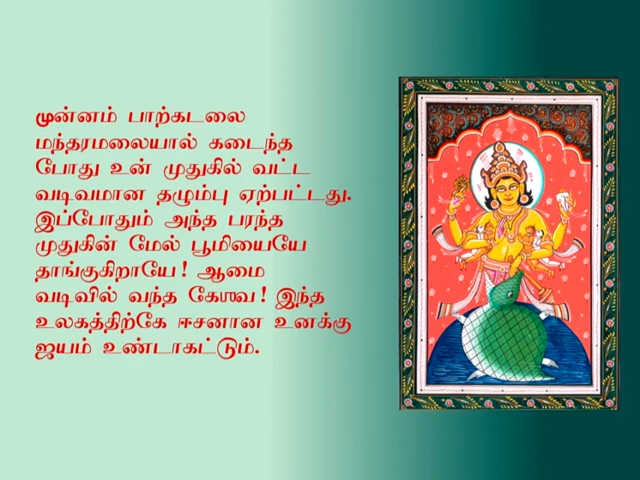 முன்னம் பாற்கடலை
மந்தரமலையால் கடைந்த
போது உன் முதுகில் வட்ட
வடிவமான தழும்பு ஏற்பட்டது.
இப்போதும் அந்த பரந்த
முதுகின் மேல் பூமியையே
தாங்குகிறாயே! ஆமை
வடிவில் வந்த கேஶவ! இந்த
உலகத்திற்கே ஈசனான உனக்கு
ஜயம் உண்டாகட்டும்.